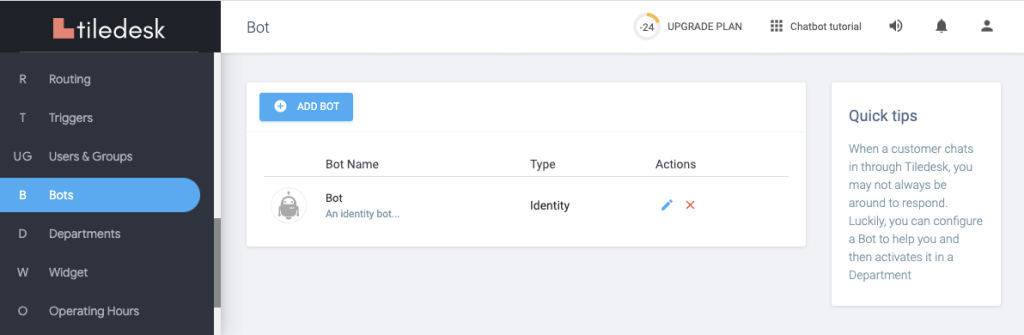 tiledesk
Bot
-24 UPGRADE PLAN
Chatbot tutorial
R Routing
T Triggers
UG Users & Groups
B Bots
D Departments
W Widget
O Operating Hours
ADD BOT
Bot Name Type Actions
Bot
An identity bot...
Identity
Quick tips
When a customer chats
in through Tiledesk, you
may not always be
around to respond.
Luckily, you can configure
a Bot to help you and
then activates it in a
Department